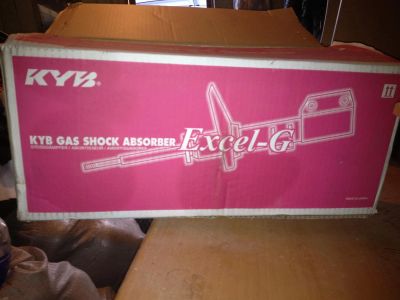 KYB
KYB GAS SHOCK ABSORBER
Excel-G